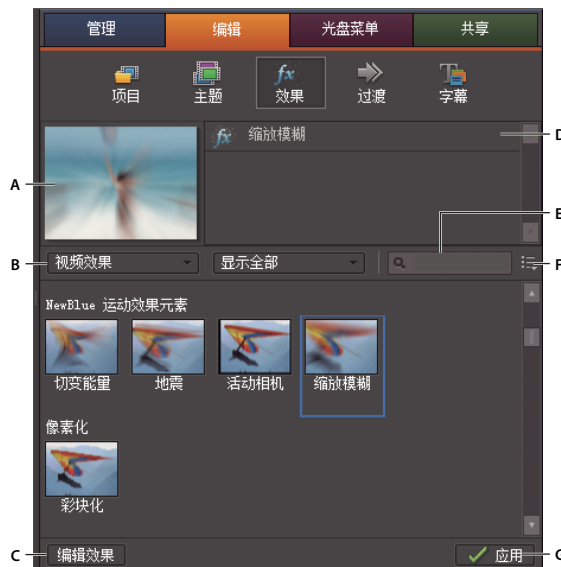 管理 编辑 光盘菜单 共享
项目 主题 fx 效果 过渡 T 字幕
fx 缩放模糊 D
A
E
B 视频效果 显示全部 F
NewBlue 运动效果元素
切变能量 地震 活动相机 缩放模糊
像素化
彩块化
C 编辑效果 应用 G